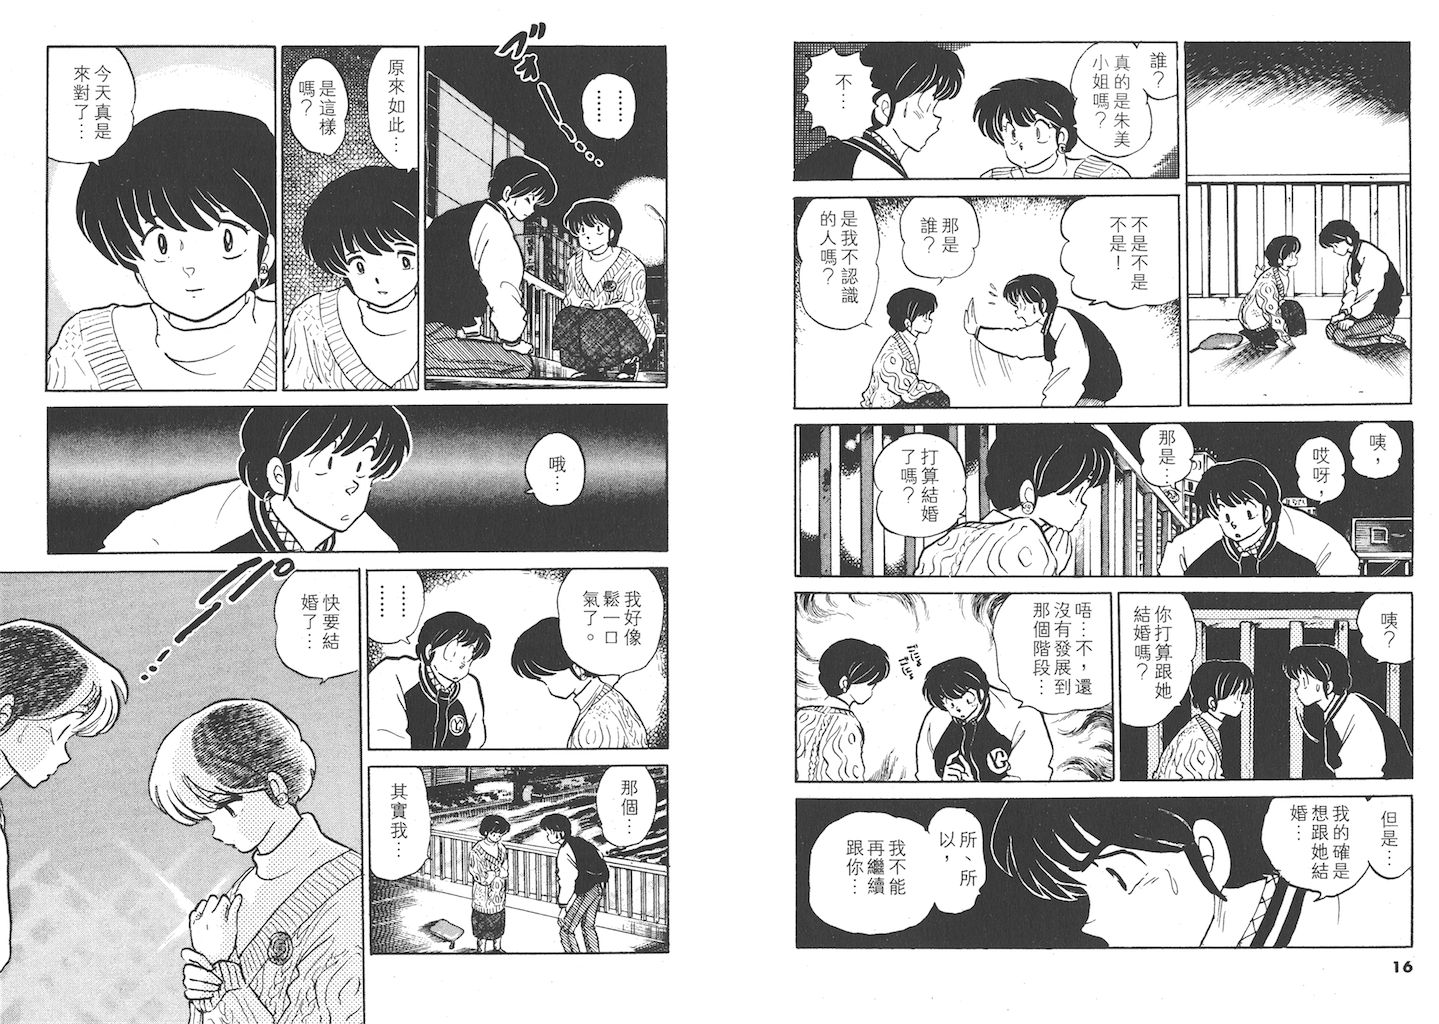 誰？
真的是朱美
小姐嗎？
不…
不是不是
不是！
那是
誰？
是我不認識
的人嗎？
咦，
哎呀，
那是…
打算結婚
了嗎？
咦？
你打算跟她
結婚嗎？
唔…不，還
沒有發展到
那個階段…
但是…
我的確是
想跟她結
婚…
所、所
以，
我不能
再繼續
跟你…
16
……
……
原來如此…
是這樣
嗎？
今天真是
來對了…
哦…
我好像
鬆一口
氣了。
……
……
那個…
其實我…
快要結
婚了…